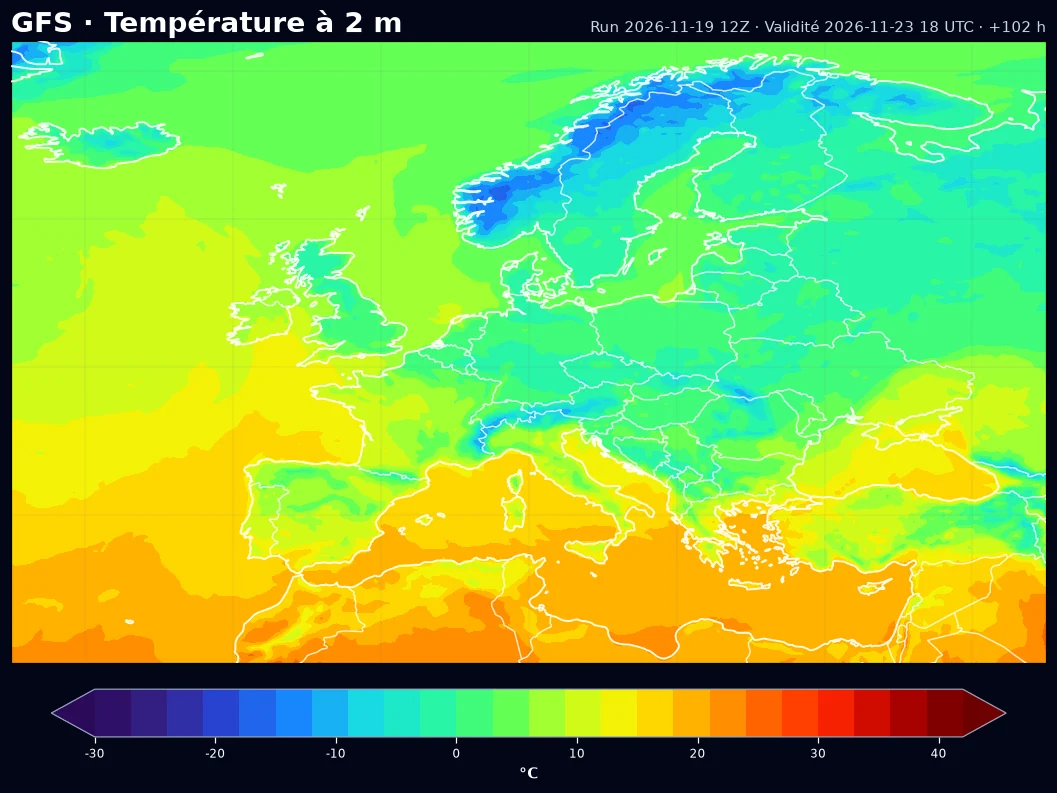 GFS · Température à 2 m
Run 2026-11-19 12Z · Validité 2026-11-23 18 UTC · +102 h
-30 -20 -10 0 10 20 30 40
°C